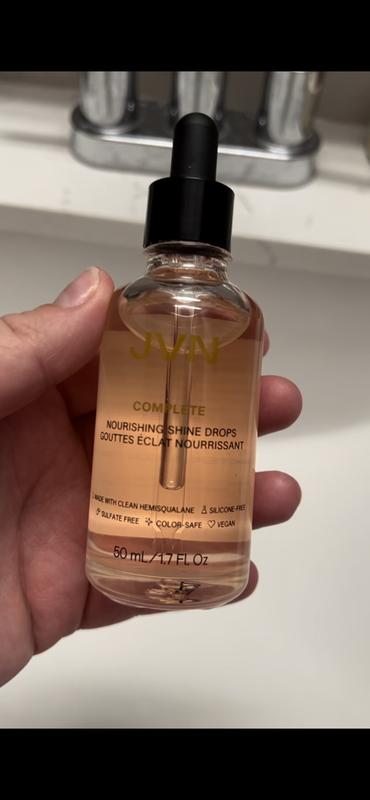 JVN
COMPLETE
NOURISHING SHINE DROPS
GOUTTES ÉCLAT NOURRISSANT
MADE WITH CLEAN HEMISQUALANE SILICONE-FREE
SULFATE FREE COLOR-SAFE VEGAN
50 mL/1.7 FL Oz